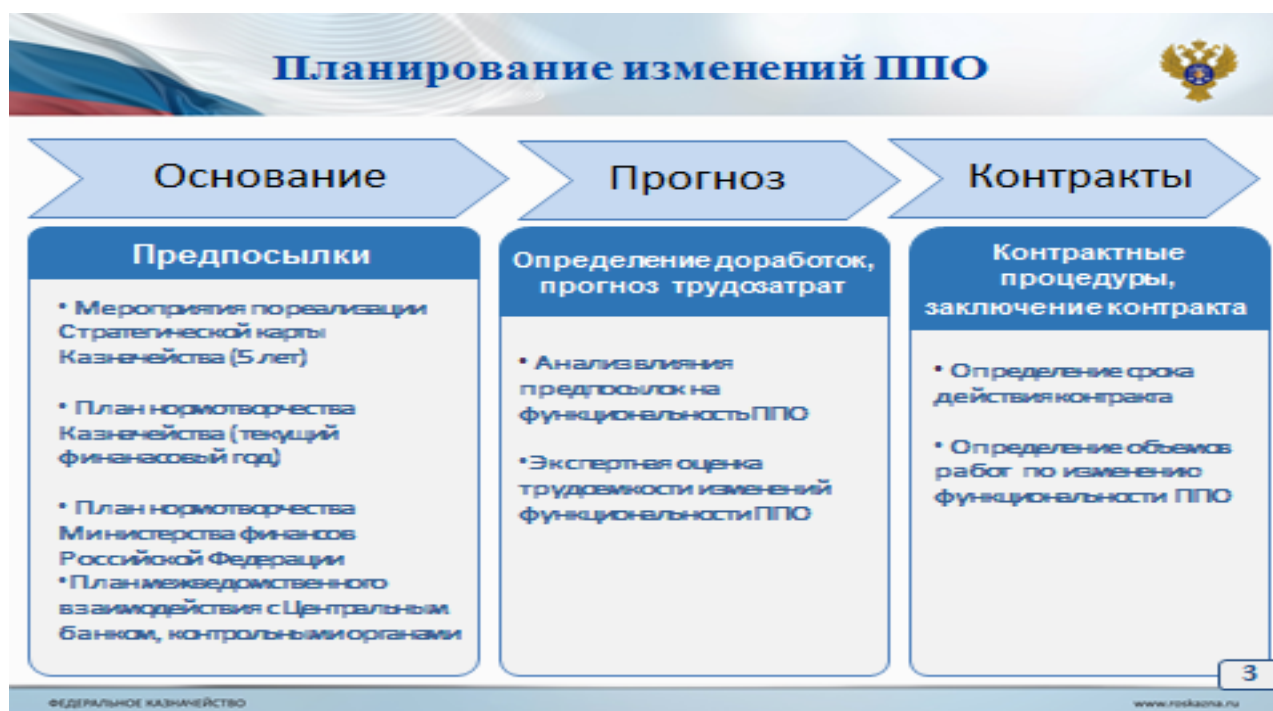 Планирование изменений ППО
Основание
Прогноз
Контракты
Предпосылки
• Мероприятия по реализации
Стратегической карты
Казначейства (5 лет)
• План нормотворчества
Казначейства (текущий
финанасовый год)
• План нормотворчества
Министерства финансов
Российской Федерации
• План межведомственного
взаимодействия с Центральным
банком, контрольными органами
Определение доработок,
прогноз трудозатрат
• Анализ влияния
предпосылок на
функциональность ППО
• Экспертная оценка
трудоемкости изменений
функциональности ППО
Контрактные
процедуры,
заключение контракта
• Определение срока
действия контракта
• Определение объемов
работ по изменению
функциональности ППО
3
ФЕДЕРАЛЬНОЕ КАЗНАЧЕЙСТВО
www.roskazna.ru